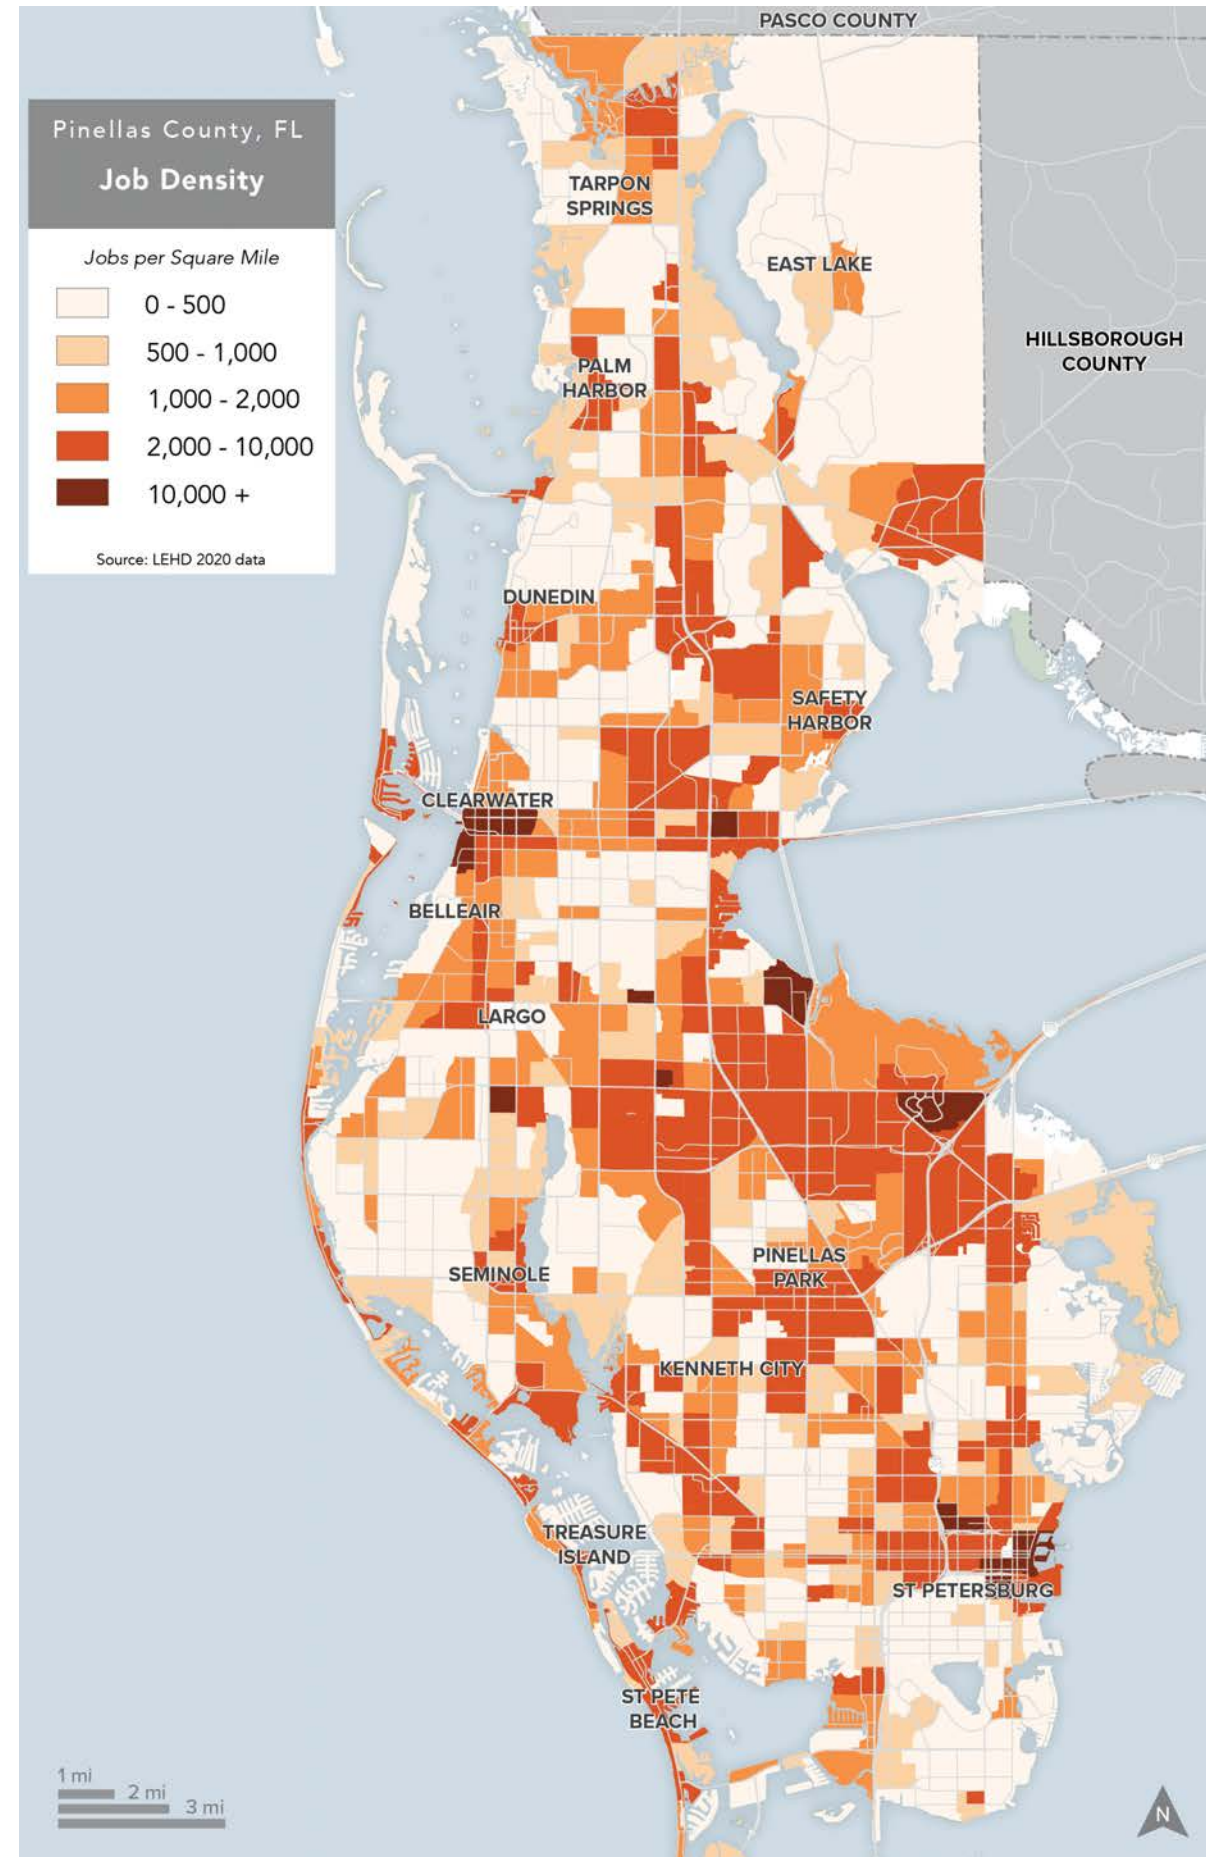 PASCO COUNTY
Pinellas County, FL
Job Density
Jobs per Square Mile
0 - 500
500 - 1,000
1,000 - 2,000
2,000 - 10,000
10,000 +
Source: LEHD 2020 data
TARPON
SPRINGS
EAST LAKE
HILLSBOROUGH
COUNTY
PALM
HARBOR
DUNEDIN
SAFETY
HARBOR
CLEARWATER
BELLEAIR
LARGO
PINELLAS
PARK
SEMINOLE
KENNETH CITY
TREASURE
ISLAND
ST PETERSBURG
ST PETE
BEACH
1 mi
2 mi
3 mi
N